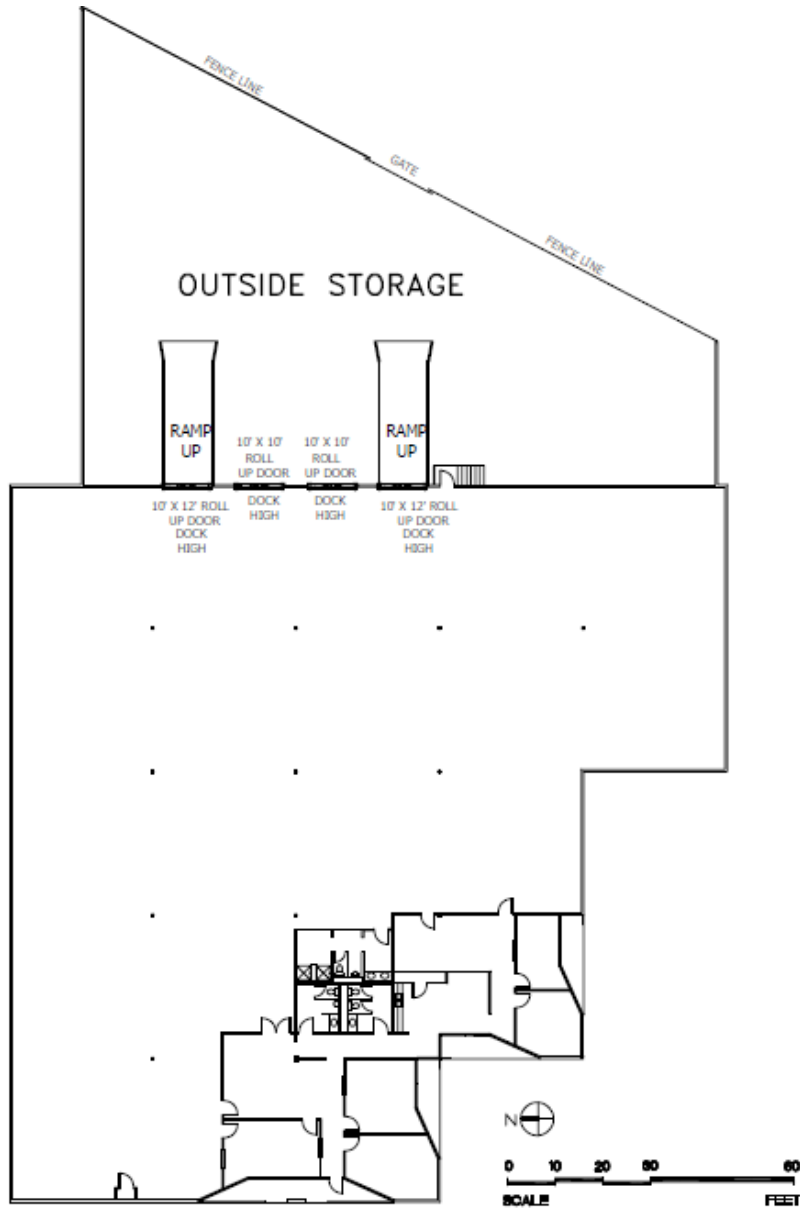 FENCE LINE
GATE
FENCE LINE
OUTSIDE STORAGE
RAMP
UP
10' X 10'
ROLL
UP DOOR
10' X 10'
ROLL
UP DOOR
RAMP
UP
10' X 12' ROLL
UP DOOR
DOCK
HIGH
DOCK
HIGH
DOCK
HIGH
10' X 12' ROLL
UP DOOR
DOCK
HIGH
N
0 10 20 30 60
SCALE FEET